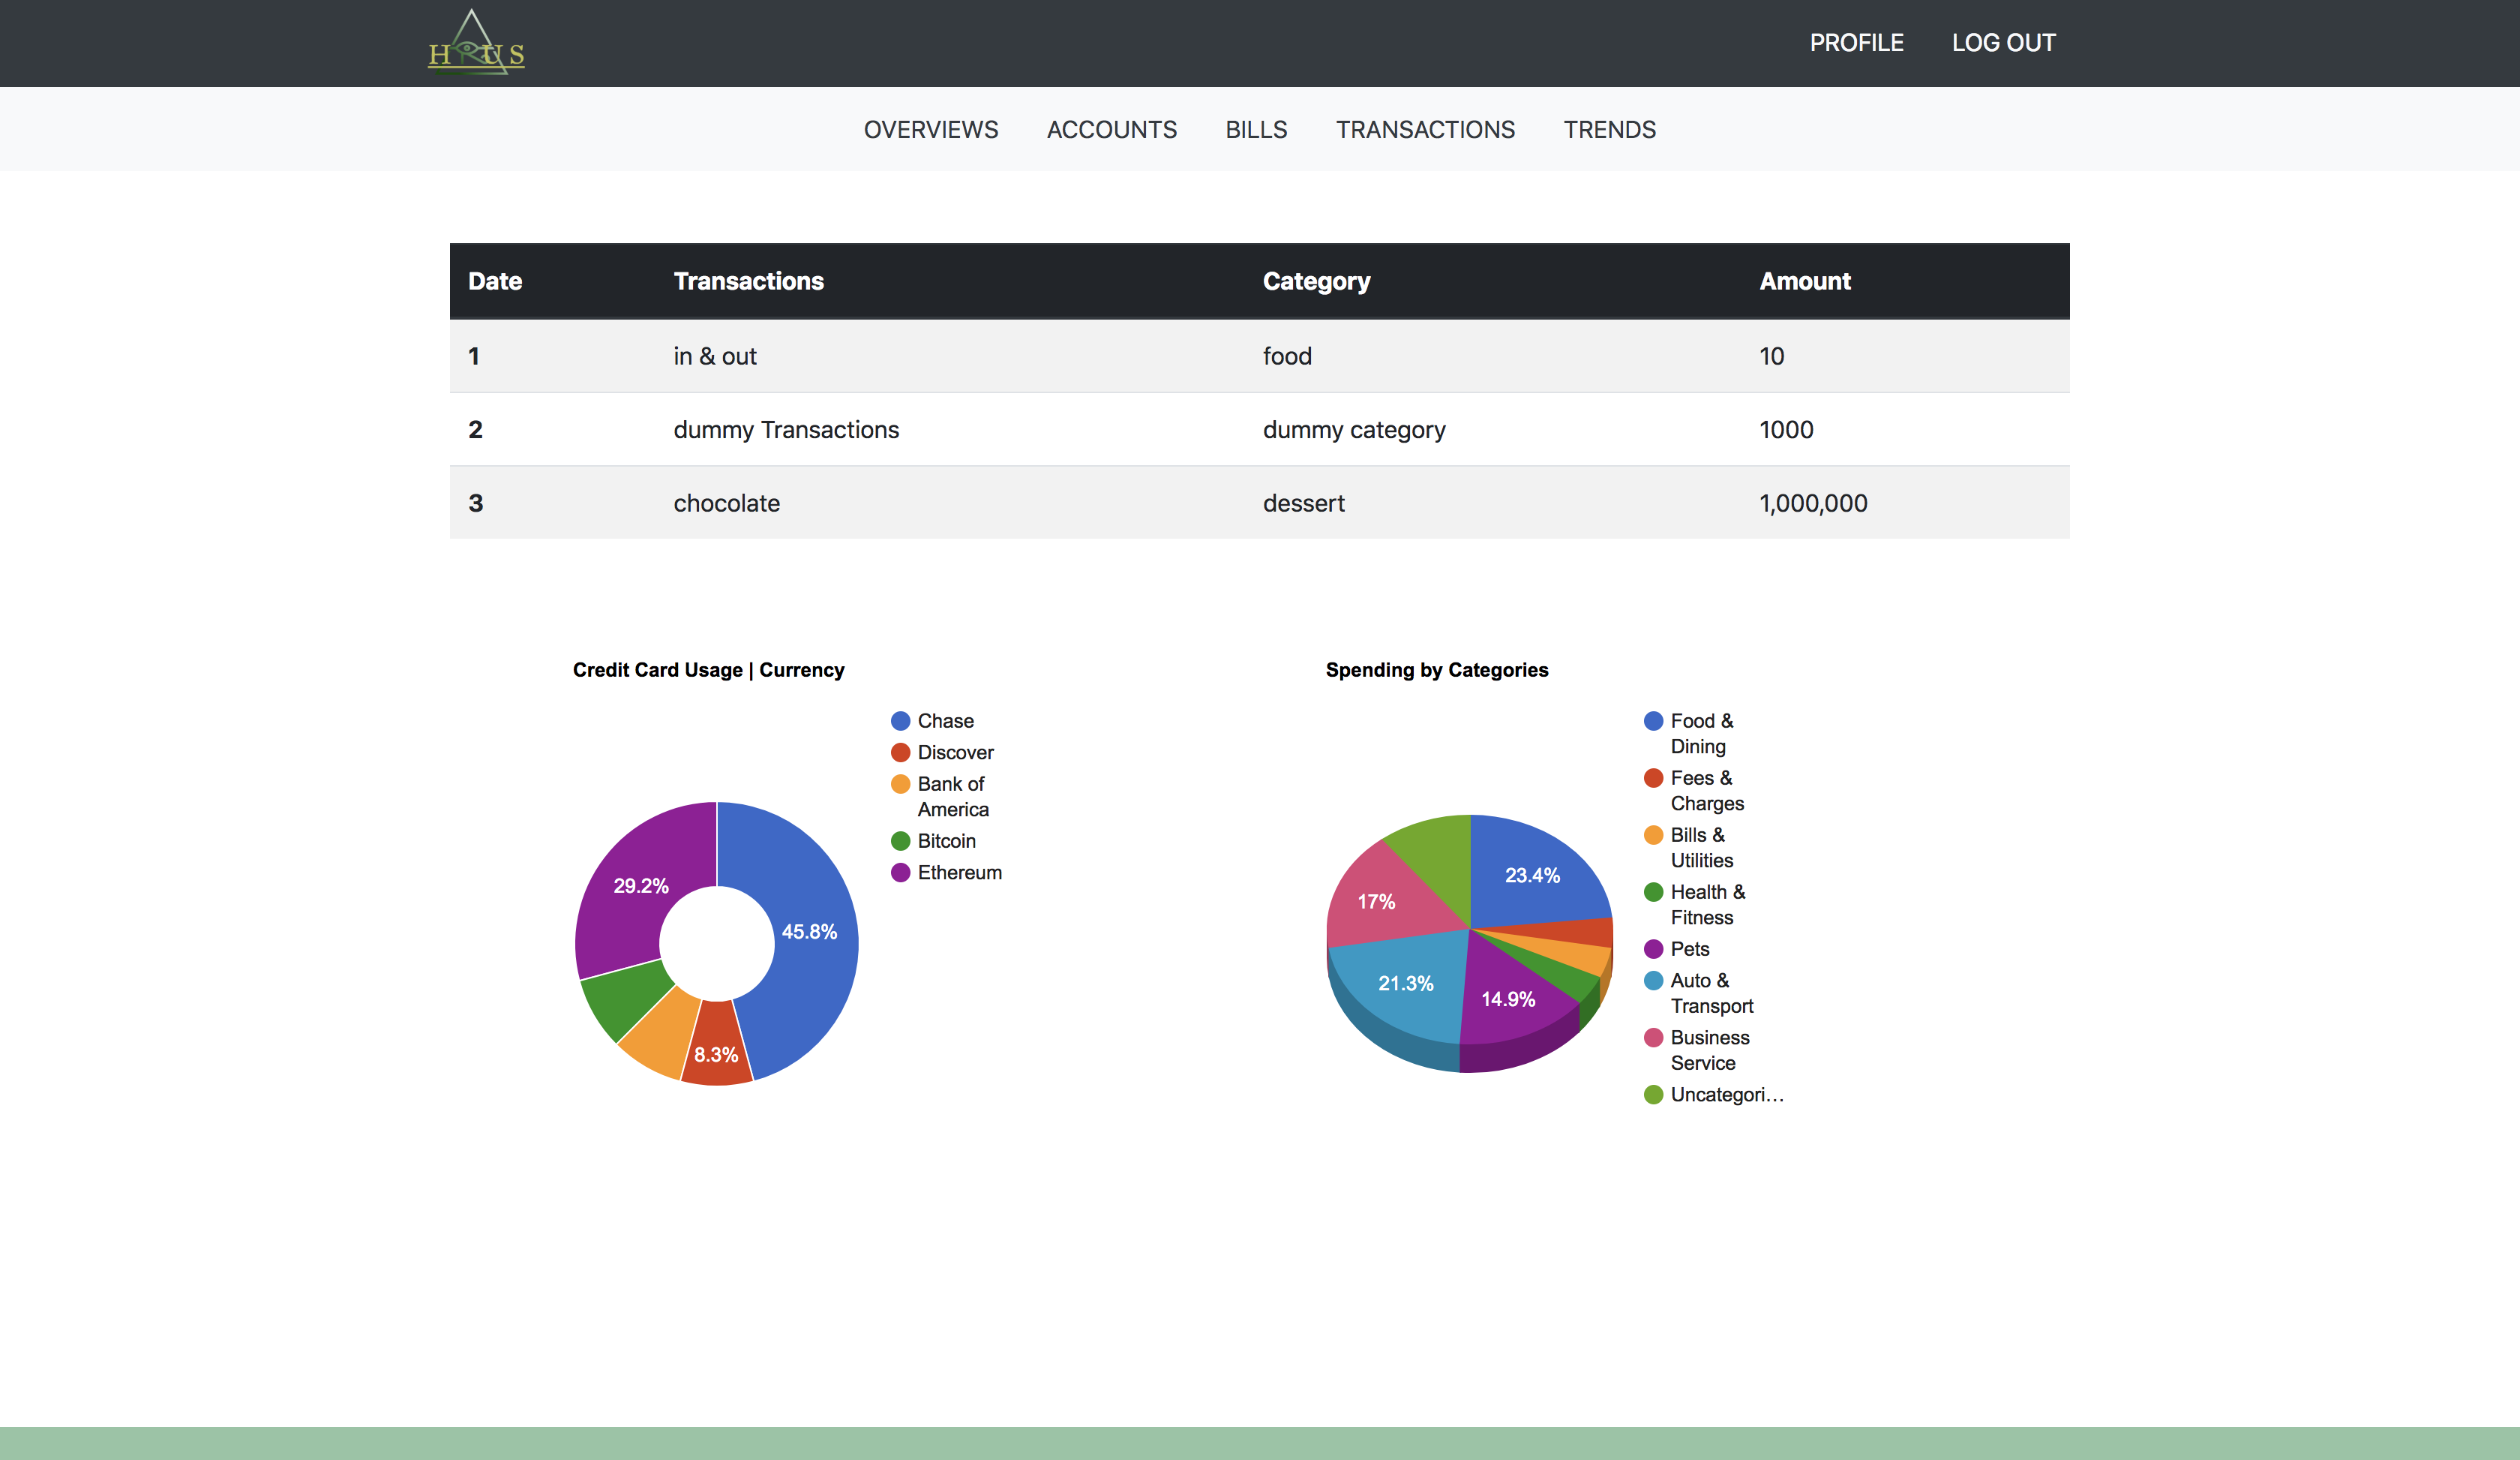 HRUS
PROFILE LOG OUT
OVERVIEWS ACCOUNTS BILLS TRANSACTIONS TRENDS
Date Transactions Category Amount
1 in & out food 10
2 dummy Transactions dummy category 1000
3 chocolate dessert 1,000,000
Credit Card Usage | Currency
Chase
Discover
Bank of
America
Bitcoin
Ethereum
29.2%
45.8%
8.3%
Spending by Categories
Food &
Dining
Fees &
Charges
Bills &
Utilities
Health &
Fitness
Pets
Auto &
Transport
Business
Service
Uncategori…
23.4%
17%
21.3%
14.9%